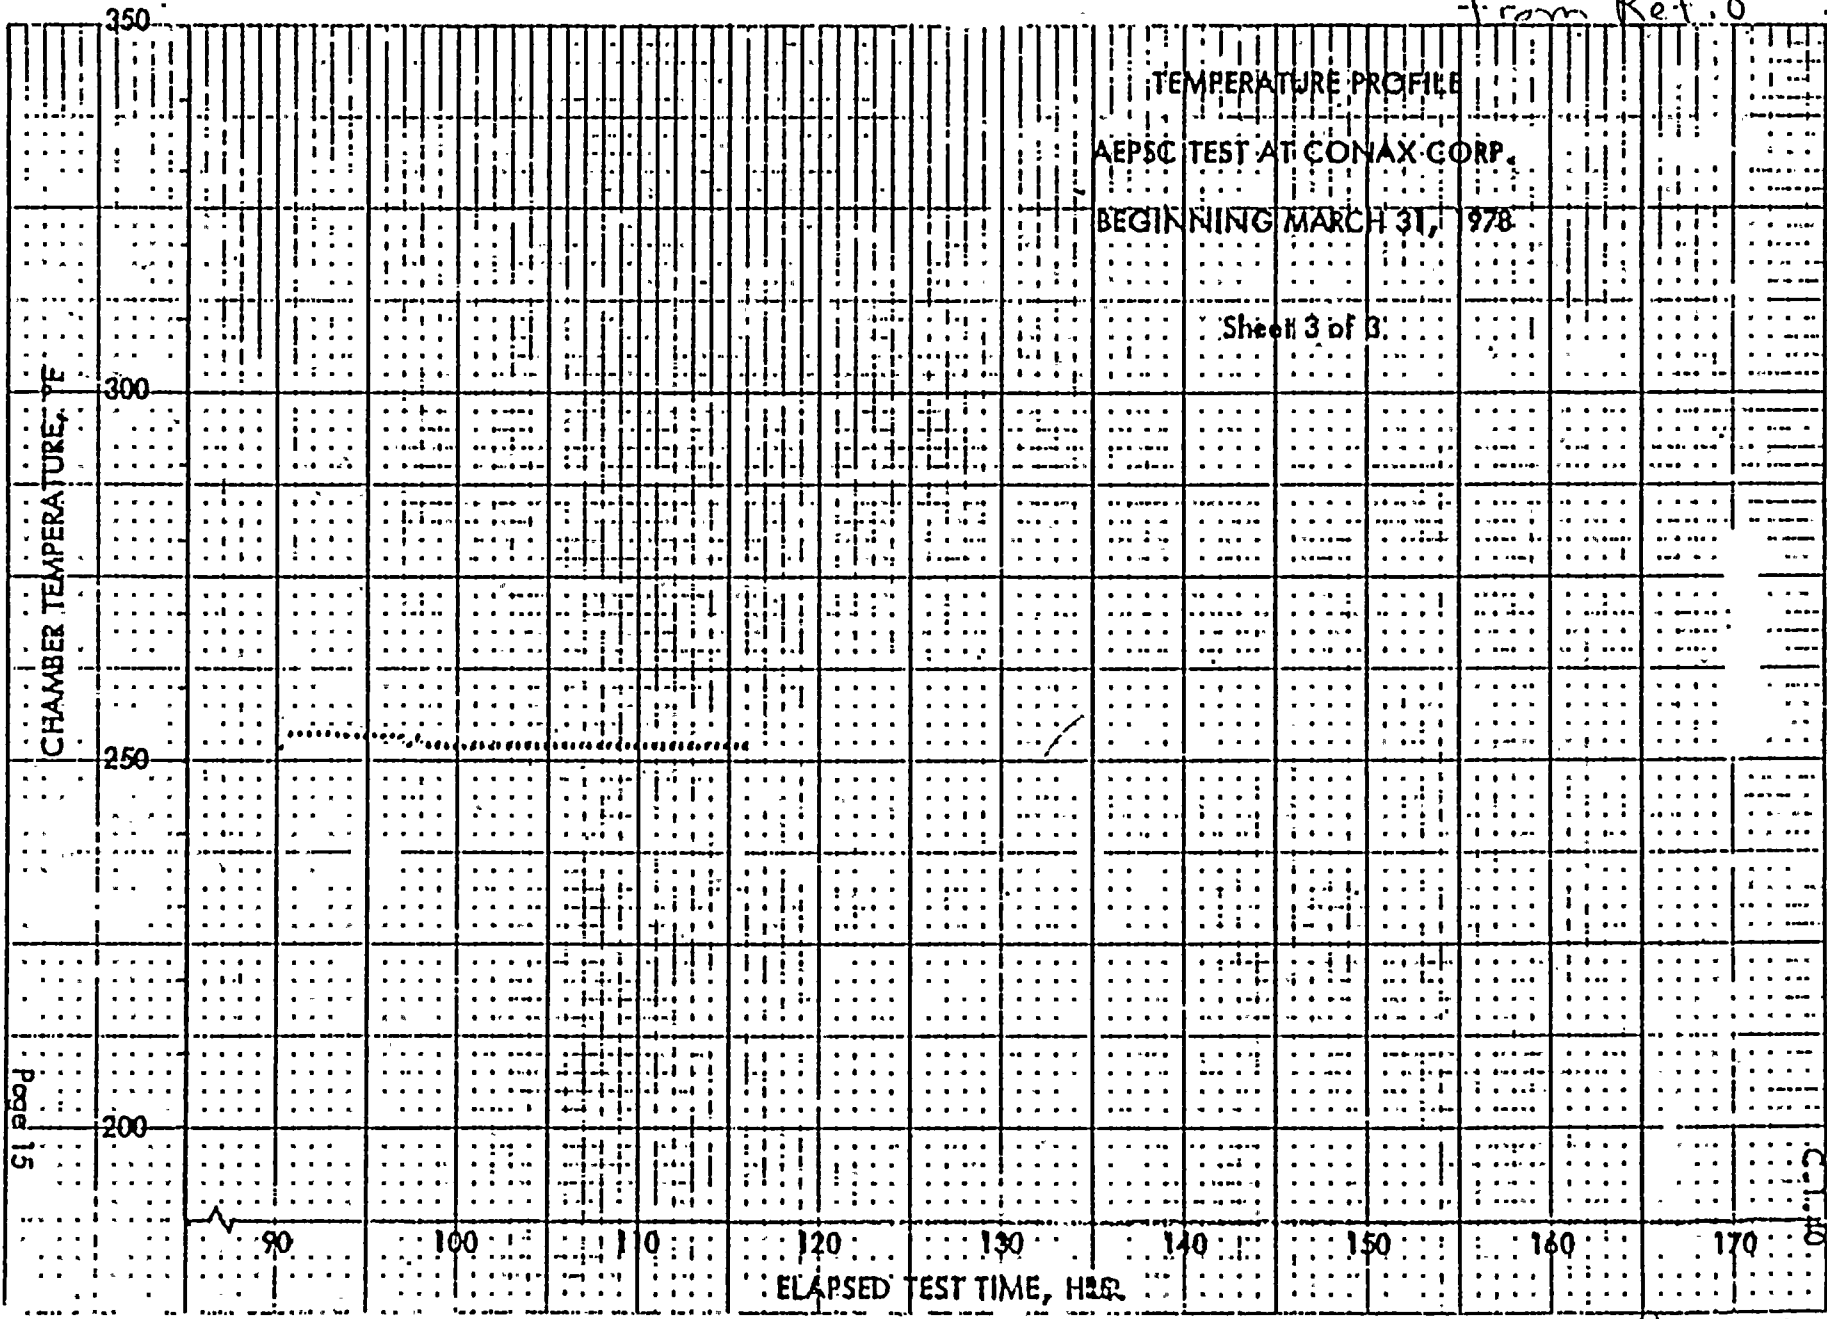 From Ref. 6
TEMPERATURE PROFILE
AEPSC TEST AT CONAX CORP.
BEGINNING MARCH 31, 1978
Sheet 3 of 3
CHAMBER TEMPERATURE, °F
350
300
250
200
90 100 110 120 130 140 150 160 170
ELAPSED TEST TIME,
Page 15